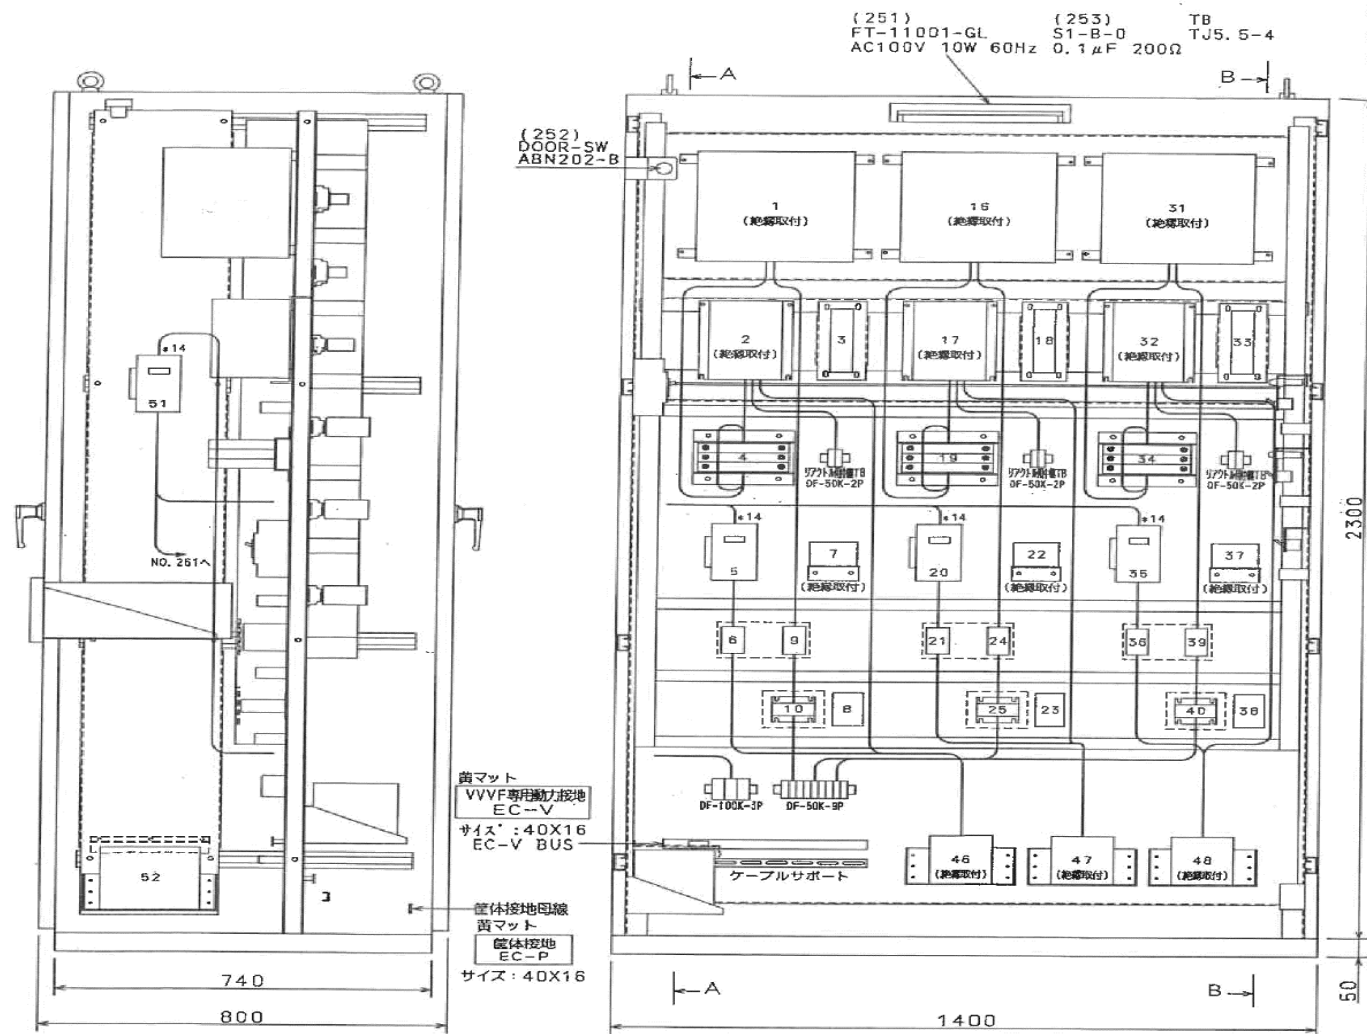 (251)
FT-11001-GL
AC100V 10W 60Hz
(253)
S1-B-0
0.1μF 200Ω
TB
TJ5.5-4
A
B
(252)
DOOR-SW
ABN202-B
1
(絶縁取付)
16
(絶縁取付)
31
(絶縁取付)
2
(絶縁取付)
3
17
(絶縁取付)
18
32
(絶縁取付)
33
*14
51
4
DF-50K-2P
19
DF-50K-2P
34
DF-50K-2P
*14
5
7
(絶縁取付)
*14
20
22
(絶縁取付)
*14
35
37
(絶縁取付)
NO. 261へ
6
9
21
24
36
39
10
8
25
23
40
38
2300
黄マット
VVVF専用動力接地
EC-V
サイズ:40X16
EC-V BUS
DF-100K-3P
DF-50K-9P
ケーブルサポート
46
(絶縁取付)
47
(絶縁取付)
48
(絶縁取付)
52
筐体接地母線
黄マット
筐体接地
EC-P
サイズ:40X16
A
B
50
740
800
1400